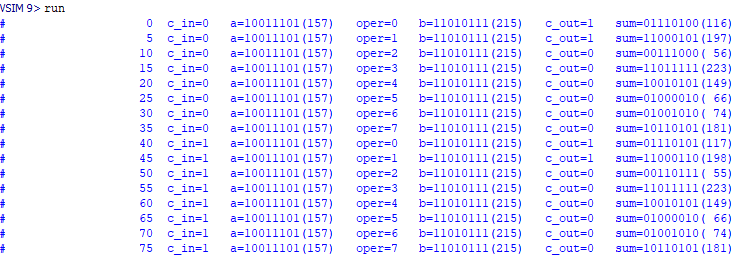 VSIM 9> run
# 0 c_in=0 a=10011101(157) oper=0 b=11010111(215) c_out=1 sum=01110100(116)
# 5 c_in=0 a=10011101(157) oper=1 b=11010111(215) c_out=1 sum=11000101(197)
# 10 c_in=0 a=10011101(157) oper=2 b=11010111(215) c_out=0 sum=00111000( 56)
# 15 c_in=0 a=10011101(157) oper=3 b=11010111(215) c_out=0 sum=11011111(223)
# 20 c_in=0 a=10011101(157) oper=4 b=11010111(215) c_out=0 sum=10010101(149)
# 25 c_in=0 a=10011101(157) oper=5 b=11010111(215) c_out=0 sum=01000010( 66)
# 30 c_in=0 a=10011101(157) oper=6 b=11010111(215) c_out=0 sum=01001010( 74)
# 35 c_in=0 a=10011101(157) oper=7 b=11010111(215) c_out=0 sum=10110101(181)
# 40 c_in=1 a=10011101(157) oper=0 b=11010111(215) c_out=1 sum=01110101(117)
# 45 c_in=1 a=10011101(157) oper=1 b=11010111(215) c_out=1 sum=11000110(198)
# 50 c_in=1 a=10011101(157) oper=2 b=11010111(215) c_out=0 sum=00110111( 55)
# 55 c_in=1 a=10011101(157) oper=3 b=11010111(215) c_out=0 sum=11011111(223)
# 60 c_in=1 a=10011101(157) oper=4 b=11010111(215) c_out=0 sum=10010101(149)
# 65 c_in=1 a=10011101(157) oper=5 b=11010111(215) c_out=0 sum=01000010( 66)
# 70 c_in=1 a=10011101(157) oper=6 b=11010111(215) c_out=0 sum=01001010( 74)
# 75 c_in=1 a=10011101(157) oper=7 b=11010111(215) c_out=0 sum=10110101(181)